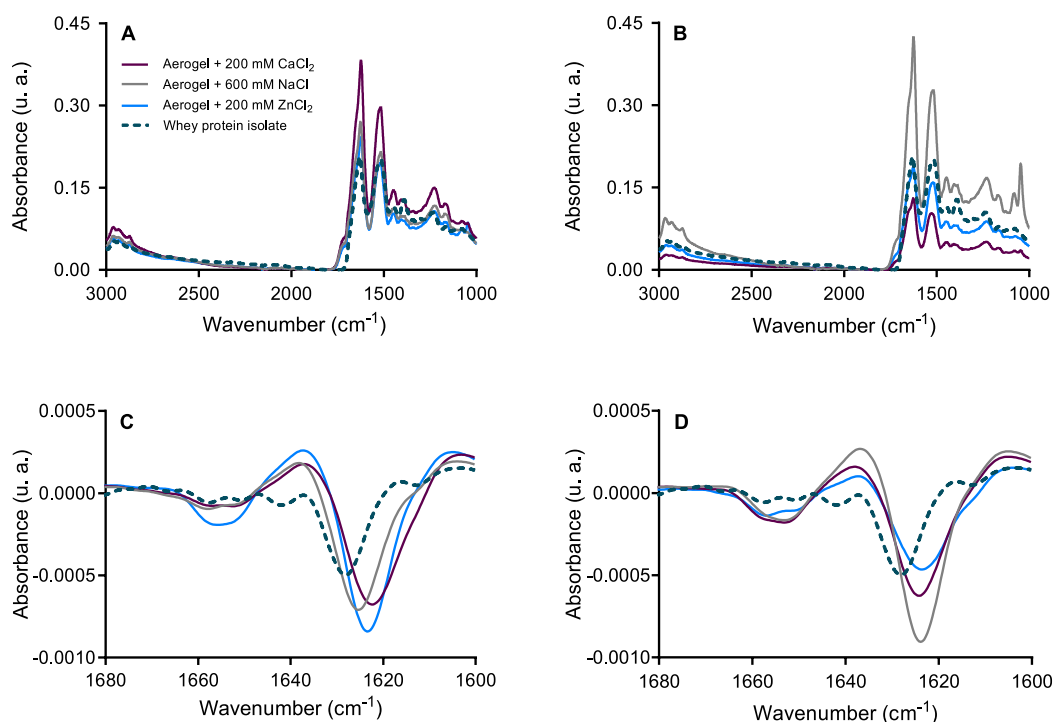 A
0.45
0.30
0.15
0.00
Absorbance (u. a.)
Aerogel + 200 mM CaCl₂
Aerogel + 600 mM NaCl
Aerogel + 200 mM ZnCl₂
Whey protein isolate
3000 2500 2000 1500 1000
Wavenumber (cm⁻¹)
B
0.45
0.30
0.15
0.00
Absorbance (u. a.)
3000 2500 2000 1500 1000
Wavenumber (cm⁻¹)
C
0.0005
0.0000
-0.0005
-0.0010
Absorbance (u. a.)
1680 1660 1640 1620 1600
Wavenumber (cm⁻¹)
D
0.0005
0.0000
-0.0005
-0.0010
Absorbance (u. a.)
1680 1660 1640 1620 1600
Wavenumber (cm⁻¹)